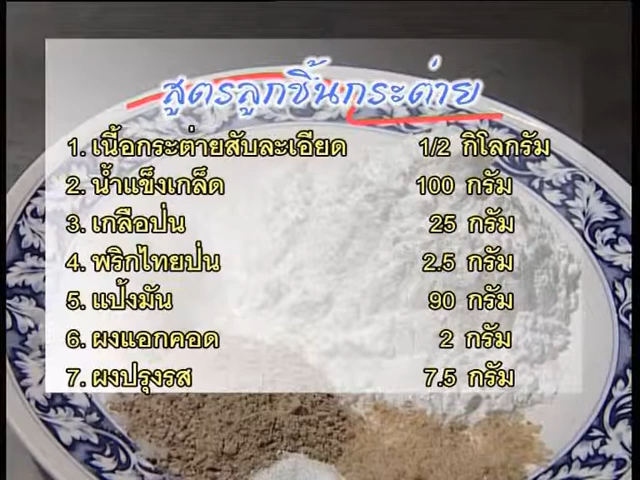 สูตรลูกชิ้นกระต่าย
1. เนื้อกระต่ายสับละเอียด 1/2 กิโลกรัม
2. น้ำแข็งเกล็ด 100 กรัม
3. เกลือป่น 25 กรัม
4. พริกไทยป่น 2.5 กรัม
5. แป้งมัน 90 กรัม
6. ผงแอกคอด 2 กรัม
7. ผงปรุงรส 7.5 กรัม